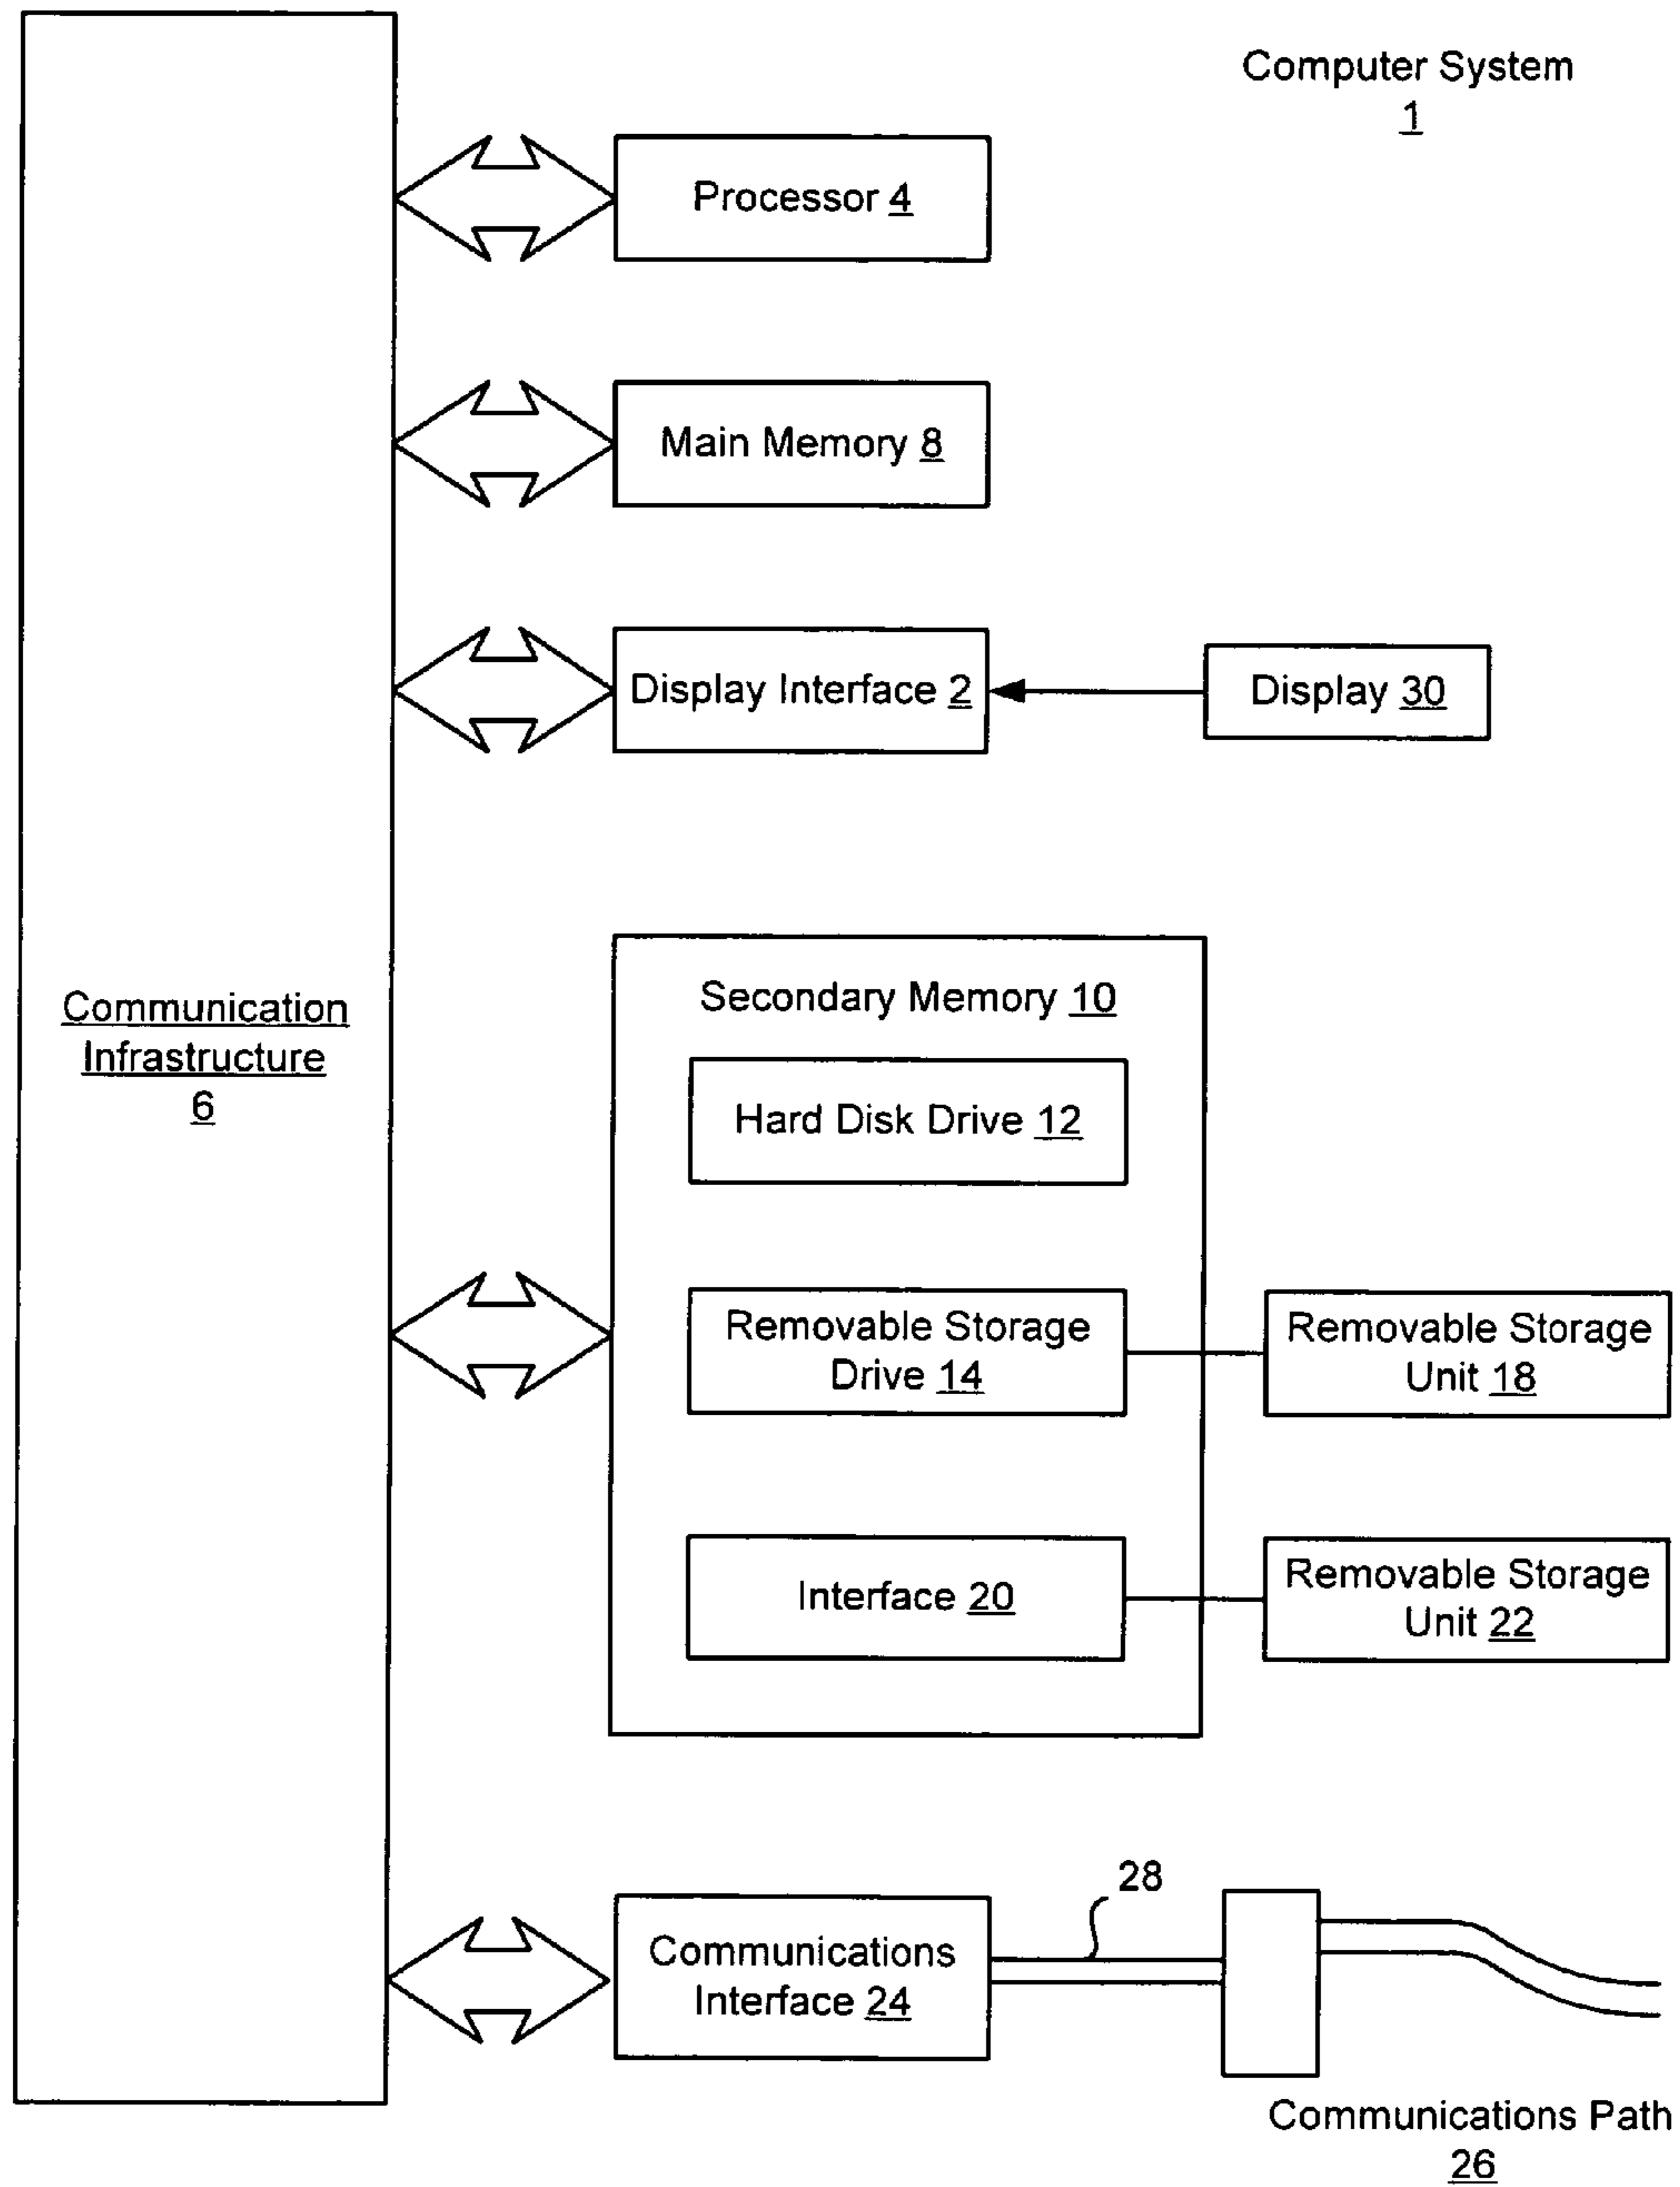 Computer System
1
Processor 4
Main Memory 8
Display Interface 2
Display 30
Communication
Infrastructure
6
Secondary Memory 10
Hard Disk Drive 12
Removable Storage
Drive 14
Removable Storage
Unit 18
Interface 20
Removable Storage
Unit 22
28
Communications
Interface 24
Communications Path
26